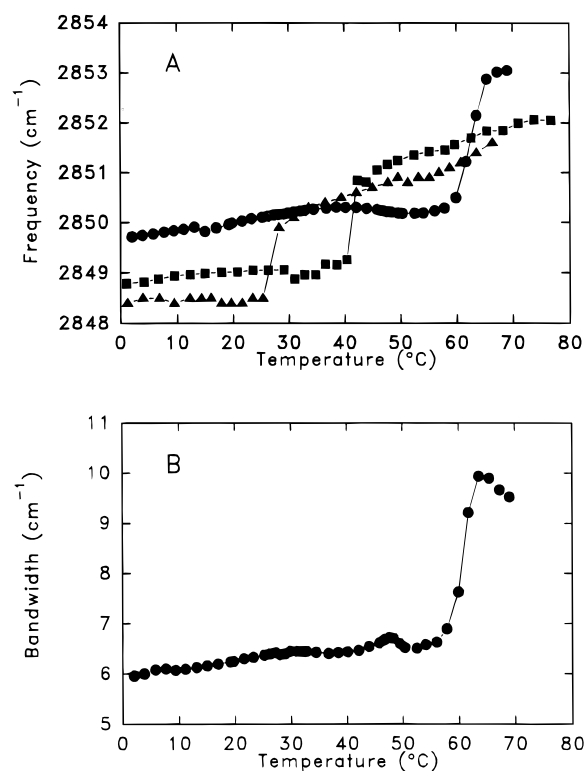 A
Frequency (cm⁻¹)
2854
2853
2852
2851
2850
2849
2848
0 10 20 30 40 50 60 70 80
Temperature (°C)
B
Bandwidth (cm⁻¹)
11
10
9
8
7
6
5
0 10 20 30 40 50 60 70 80
Temperature (°C)